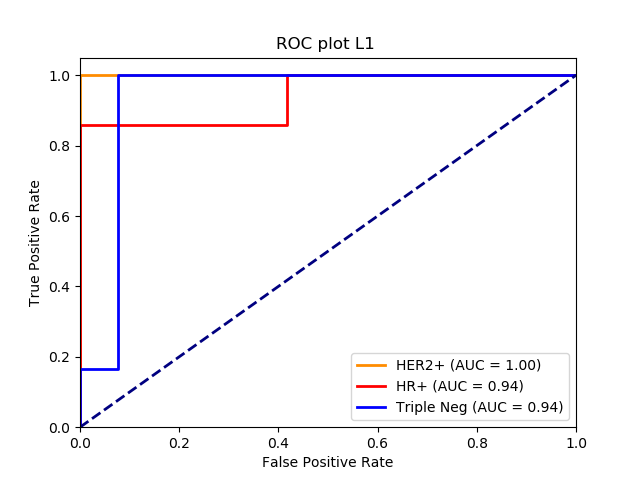 ROC plot L1
True Positive Rate
1.0
0.8
0.6
0.4
0.2
0.0
HER2+ (AUC = 1.00)
HR+ (AUC = 0.94)
Triple Neg (AUC = 0.94)
0.0 0.2 0.4 0.6 0.8 1.0
False Positive Rate